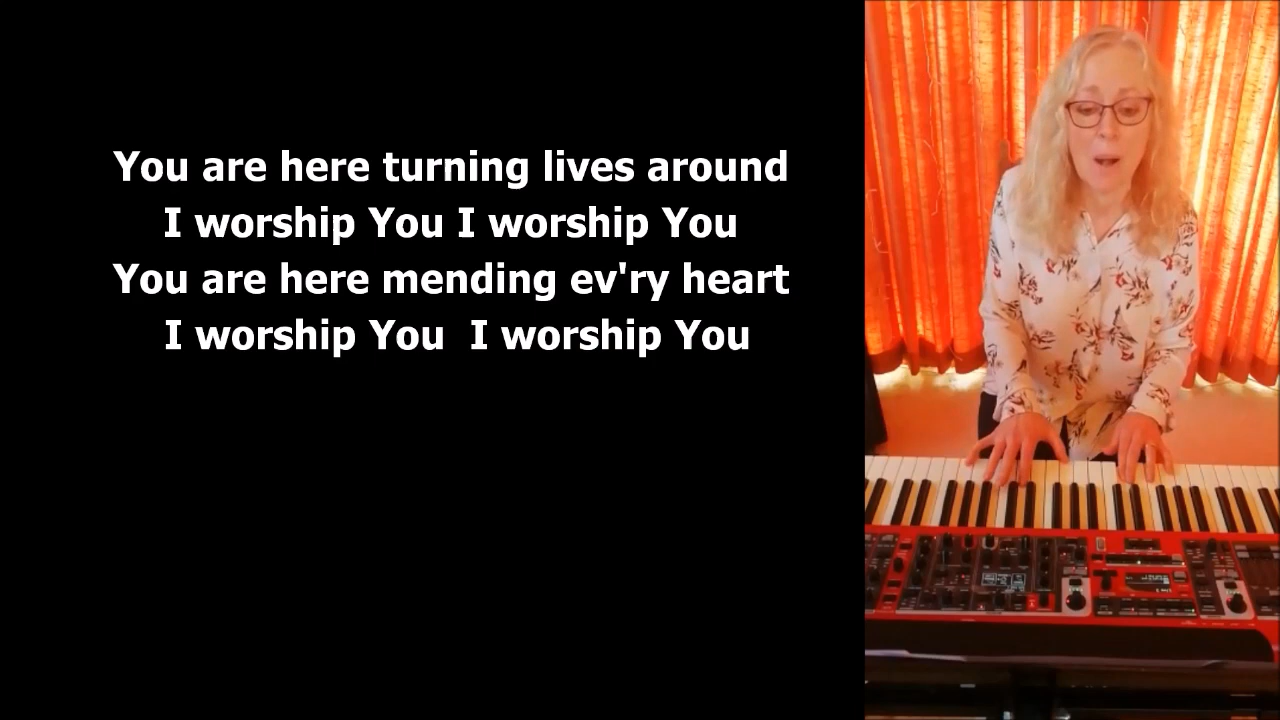 You are here turning lives around
I worship You I worship You
You are here mending ev'ry heart
I worship You  I worship You